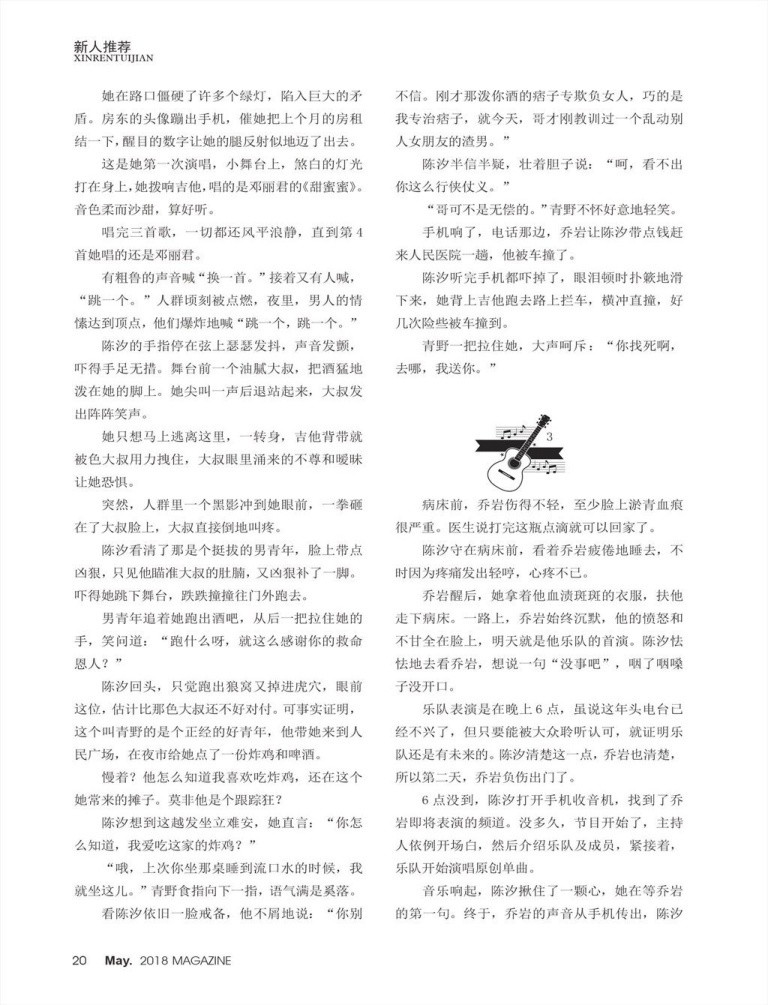 新人推荐
XINRENTUIJIAN
她在路口僵硬了许多个绿灯，陷入巨大的矛
盾。房东的头像蹦出手机，催她把上个月的房租
结一下，醒目的数字让她的腿反射似地迈了出去。
这是她第一次演唱，小舞台上，煞白的灯光
打在身上，她拨响吉他，唱的是邓丽君的《甜蜜蜜》。
音色柔而沙甜，算好听。
唱完三首歌，一切都还风平浪静，直到第 4
首她唱的还是邓丽君。
有粗鲁的声音喊“换一首。”接着又有人喊，
“跳一个。”人群顷刻被点燃，夜里，男人的情
愫达到顶点，他们爆炸地喊“跳一个，跳一个。”
陈汐的手指停在弦上瑟瑟发抖，声音发颤，
吓得手足无措。舞台前一个油腻大叔，把酒猛地
泼在她的脚上。她尖叫一声后退站起来，大叔发
出阵阵笑声。
她只想马上逃离这里，一转身，吉他背带就
被色大叔用力拽住，大叔眼里涌来的不尊和暧昧
让她恐惧。
突然，人群里一个黑影冲到她眼前，一拳砸
在了大叔脸上，大叔直接倒地叫疼。
陈汐看清了那是个挺拔的男青年，脸上带点
凶狠，只见他瞄准大叔的肚腩，又凶狠补了一脚。
吓得她跳下舞台，跌跌撞撞往门外跑去。
男青年追着她跑出酒吧，从后一把拉住她的
手，笑问道：“跑什么呀，就这么感谢你的救命
恩人？”
陈汐回头，只觉跑出狼窝又掉进虎穴，眼前
这位，估计比那色大叔还不好对付。可事实证明，
这个叫青野的是个正经的好青年，他带她来到人
民广场，在夜市给她点了一份炸鸡和啤酒。
慢着？他怎么知道我喜欢吃炸鸡，还在这个
她常来的摊子。莫非他是个跟踪狂？
陈汐想到这越发坐立难安，她直言：“你怎
么知道，我爱吃这家的炸鸡？”
“哦，上次你坐那桌睡到流口水的时候，我
就坐这儿。”青野食指向下一指，语气满是奚落。
看陈汐依旧一脸戒备，他不屑地说：“你别
不信。刚才那泼你酒的痞子专欺负女人，巧的是
我专治痞子，就今天，哥才刚教训过一个乱动别
人女朋友的渣男。”
陈汐半信半疑，壮着胆子说：“呵，看不出
你这么行侠仗义。”
“哥可不是无偿的。”青野不怀好意地轻笑。
手机响了，电话那边，乔岩让陈汐带点钱赶
来人民医院一趟，他被车撞了。
陈汐听完手机都吓掉了，眼泪顿时扑簌地滑
下来，她背上吉他跑去路上拦车，横冲直撞，好
几次险些被车撞到。
青野一把拉住她，大声呵斥：“你找死啊，
去哪，我送你。”
3
病床前，乔岩伤得不轻，至少脸上淤青血痕
很严重。医生说打完这瓶点滴就可以回家了。
陈汐守在病床前，看着乔岩疲倦地睡去，不
时因为疼痛发出轻哼，心疼不已。
乔岩醒后，她拿着他血渍斑斑的衣服，扶他
走下病床。一路上，乔岩始终沉默，他的愤怒和
不甘全在脸上，明天就是他乐队的首演。陈汐怯
怯地去看乔岩，想说一句“没事吧”，咽了咽嗓
子没开口。
乐队表演是在晚上 6 点，虽说这年头电台已
经不兴了，但只要能被大众聆听认可，就证明乐
队还是有未来的。陈汐清楚这一点，乔岩也清楚，
所以第二天，乔岩负伤出门了。
6 点没到，陈汐打开手机收音机，找到了乔
岩即将表演的频道。没多久，节目开始了，主持
人依例开场白，然后介绍乐队及成员，紧接着，
乐队开始演唱原创单曲。
音乐响起，陈汐揪住了一颗心，她在等乔岩
的第一句。终于，乔岩的声音从手机传出，陈汐
20 May. 2018 MAGAZINE